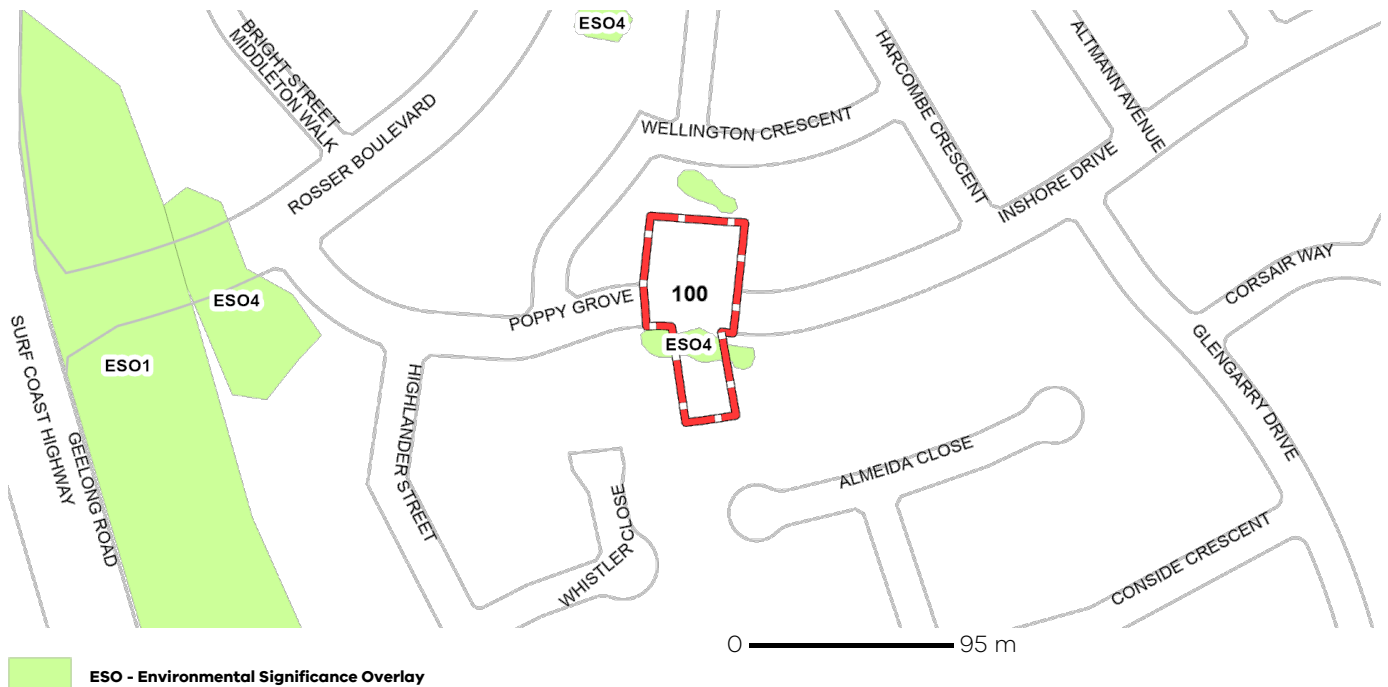 ESO4
BRIGHT STREET
MIDDLETON WALK
ROSSER BOULEVARD
WELLINGTON CRESCENT
HARCOMBE CRESCENT
ALTMANN AVENUE
INSHORE DRIVE
CORSAIR WAY
GLENGARRY DRIVE
ESO4
100
POPPY GROVE
ESO4
ESO1
SURF COAST HIGHWAY
GEELONG ROAD
HIGHLANDER STREET
WHISTLER CLOSE
ALMEIDA CLOSE
CONSIDE CRESCENT
0 95 m
ESO - Environmental Significance Overlay